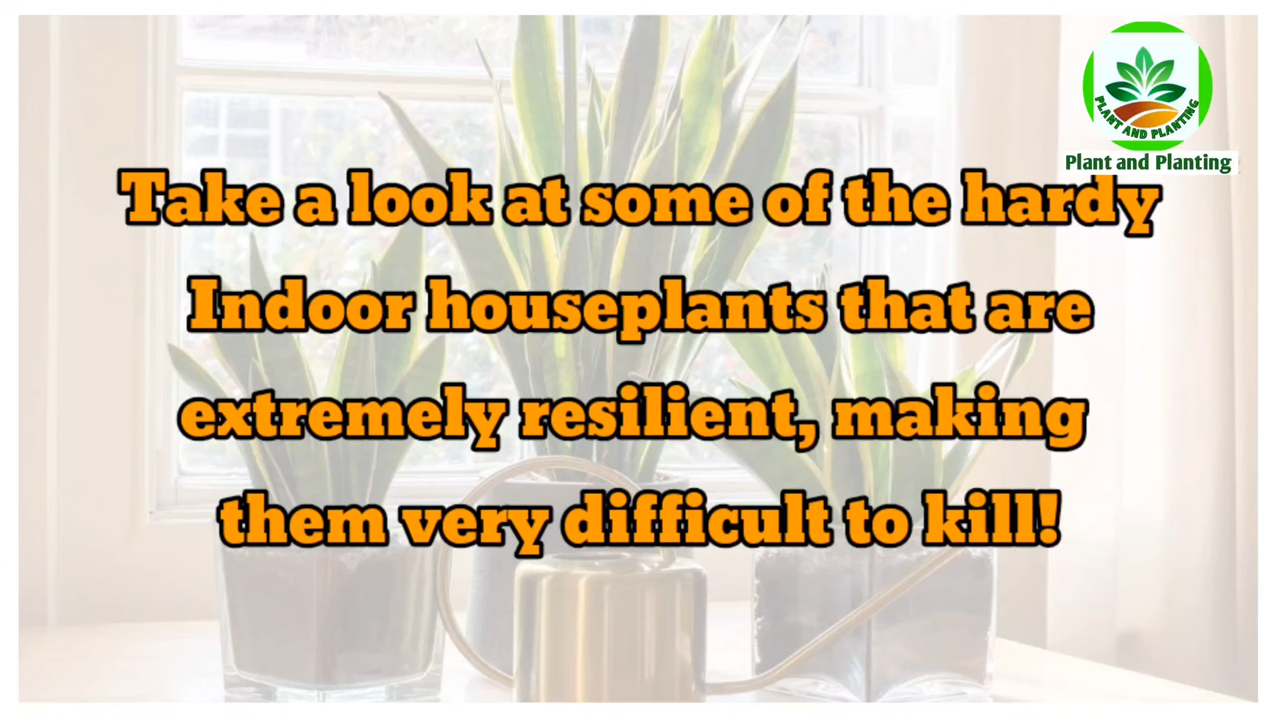 PLANT AND PLANTING
Plant and Planting
Take a look at some of the hardy
Indoor houseplants that are
extremely resilient, making
them very difficult to kill!